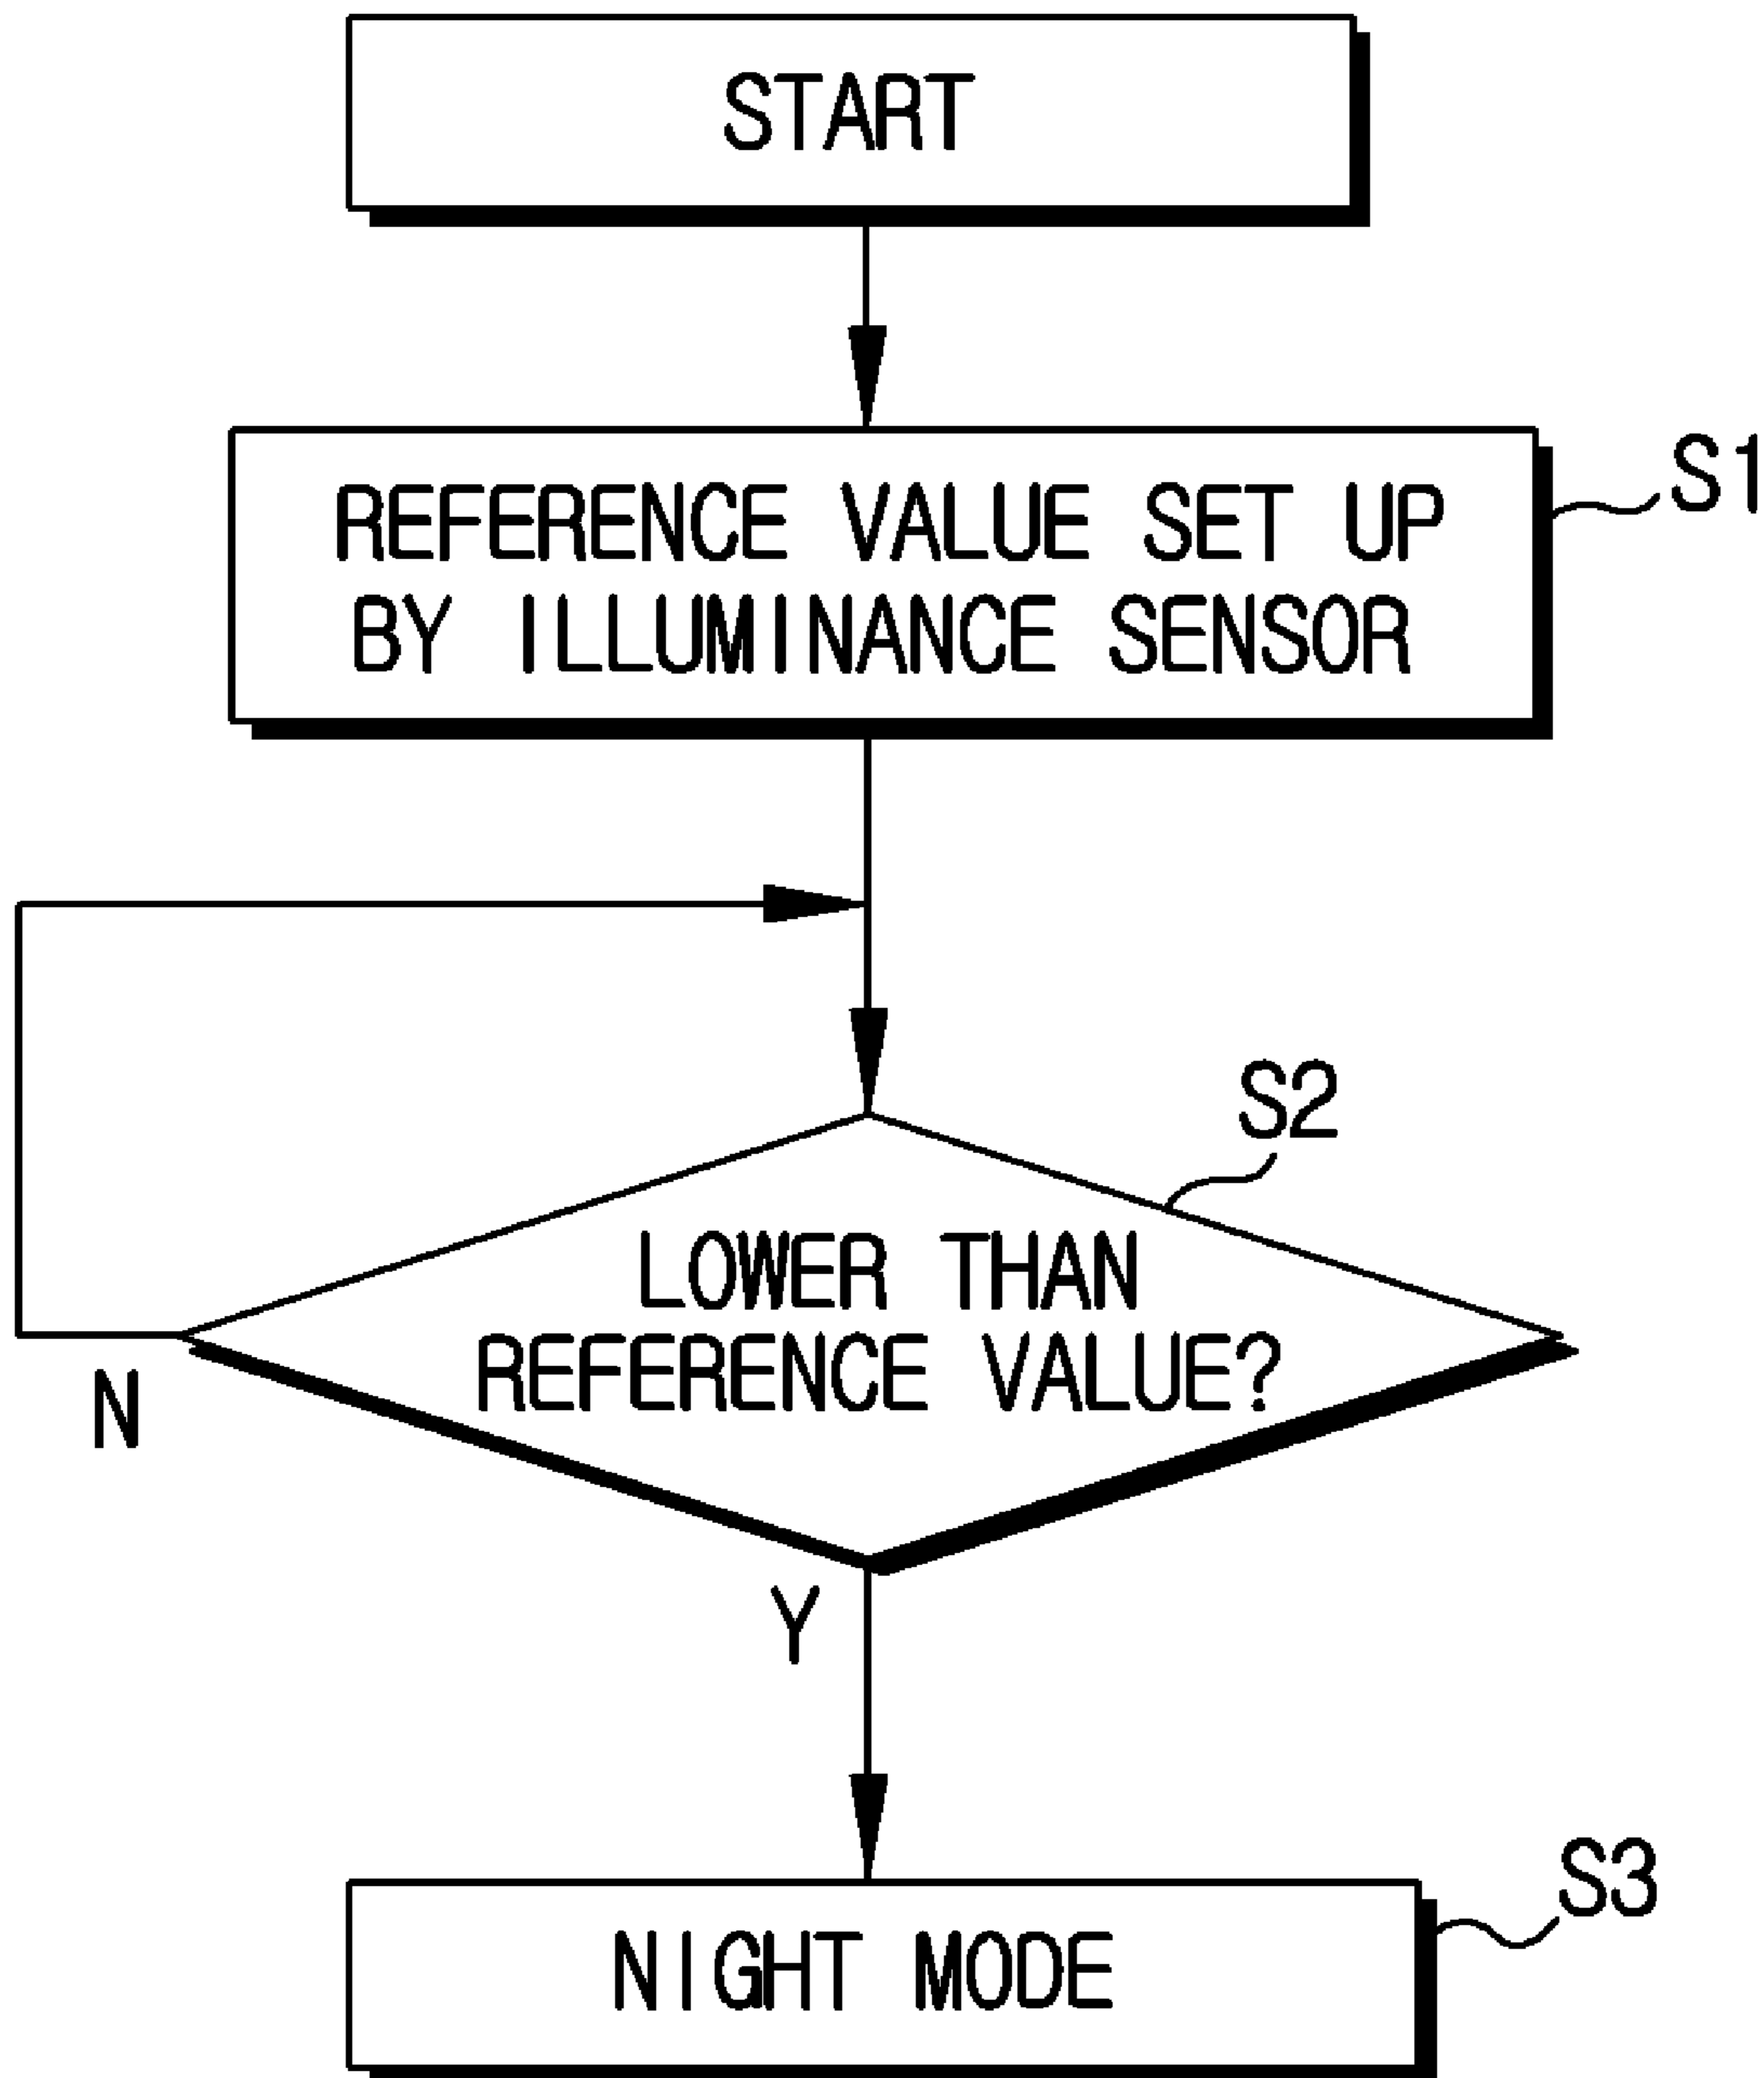 START
REFERENCE VALUE SET UP
BY ILLUMINANCE SENSOR
S1
S2
LOWER THAN
REFERENCE VALUE?
N
Y
S3
NIGHT MODE